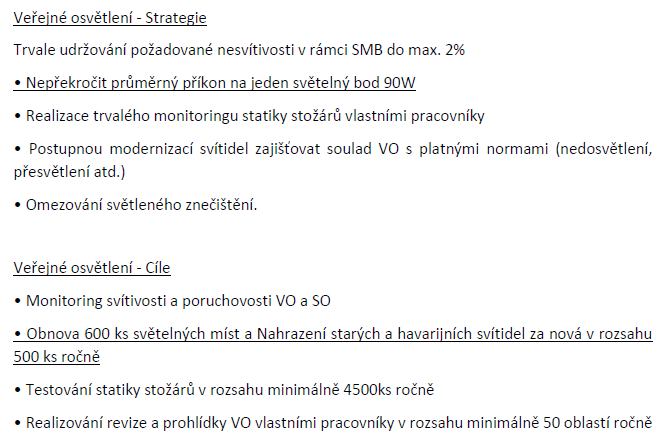 Veřejné osvětlení - Strategie
Trvale udržování požadované nesvítivosti v rámci SMB do max. 2%
• Nepřekročit průměrný příkon na jeden světelný bod 90W
• Realizace trvalého monitoringu statiky stožárů vlastními pracovníky
• Postupnou modernizací svítidel zajišťovat soulad VO s platnými normami (nedosvětlení,
přesvětlení atd.)
• Omezování světleného znečištění.
Veřejné osvětlení - Cíle
• Monitoring svítivosti a poruchovosti VO a SO
• Obnova 600 ks světelných míst a Nahrazení starých a havarijních svítidel za nová v rozsahu
500 ks ročně
• Testování statiky stožárů v rozsahu minimálně 4500ks ročně
• Realizování revize a prohlídky VO vlastními pracovníky v rozsahu minimálně 50 oblastí ročně